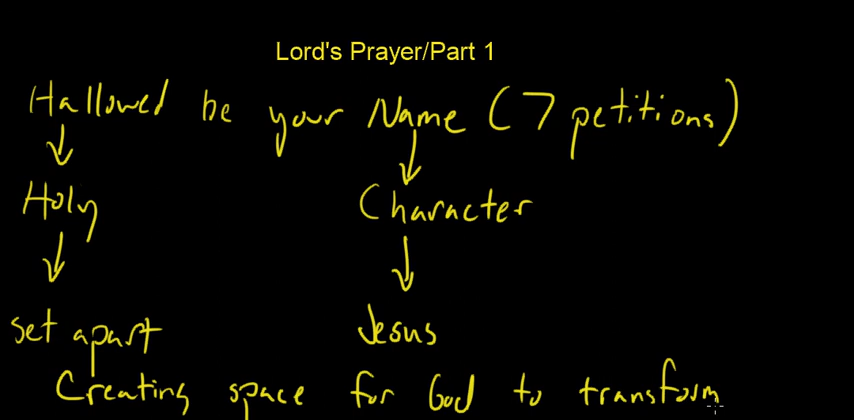 Lord's Prayer/Part 1
Hallowed be your Name (7 petitions)
Holy Character
set apart Jesus
Creating space for God to transform